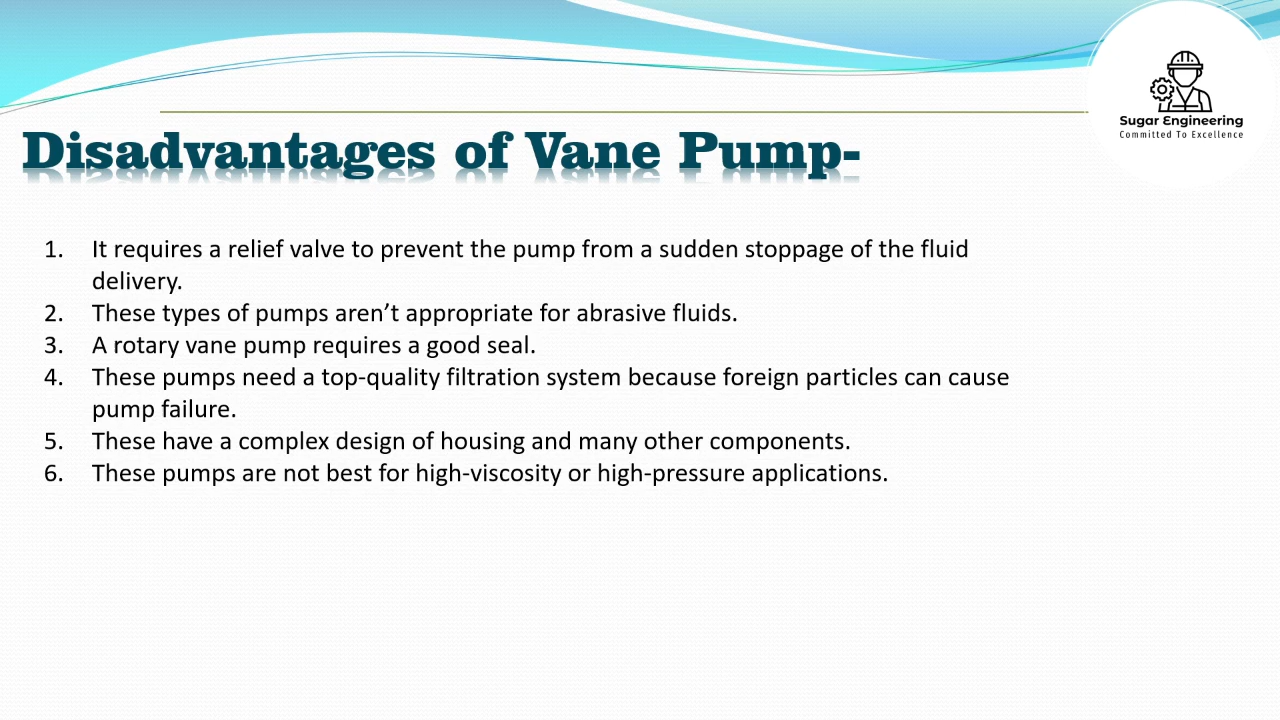 Sugar Engineering
Committed To Excellence
Disadvantages of Vane Pump-
1. It requires a relief valve to prevent the pump from a sudden stoppage of the fluid
delivery.
2. These types of pumps aren’t appropriate for abrasive fluids.
3. A rotary vane pump requires a good seal.
4. These pumps need a top-quality filtration system because foreign particles can cause
pump failure.
5. These have a complex design of housing and many other components.
6. These pumps are not best for high-viscosity or high-pressure applications.